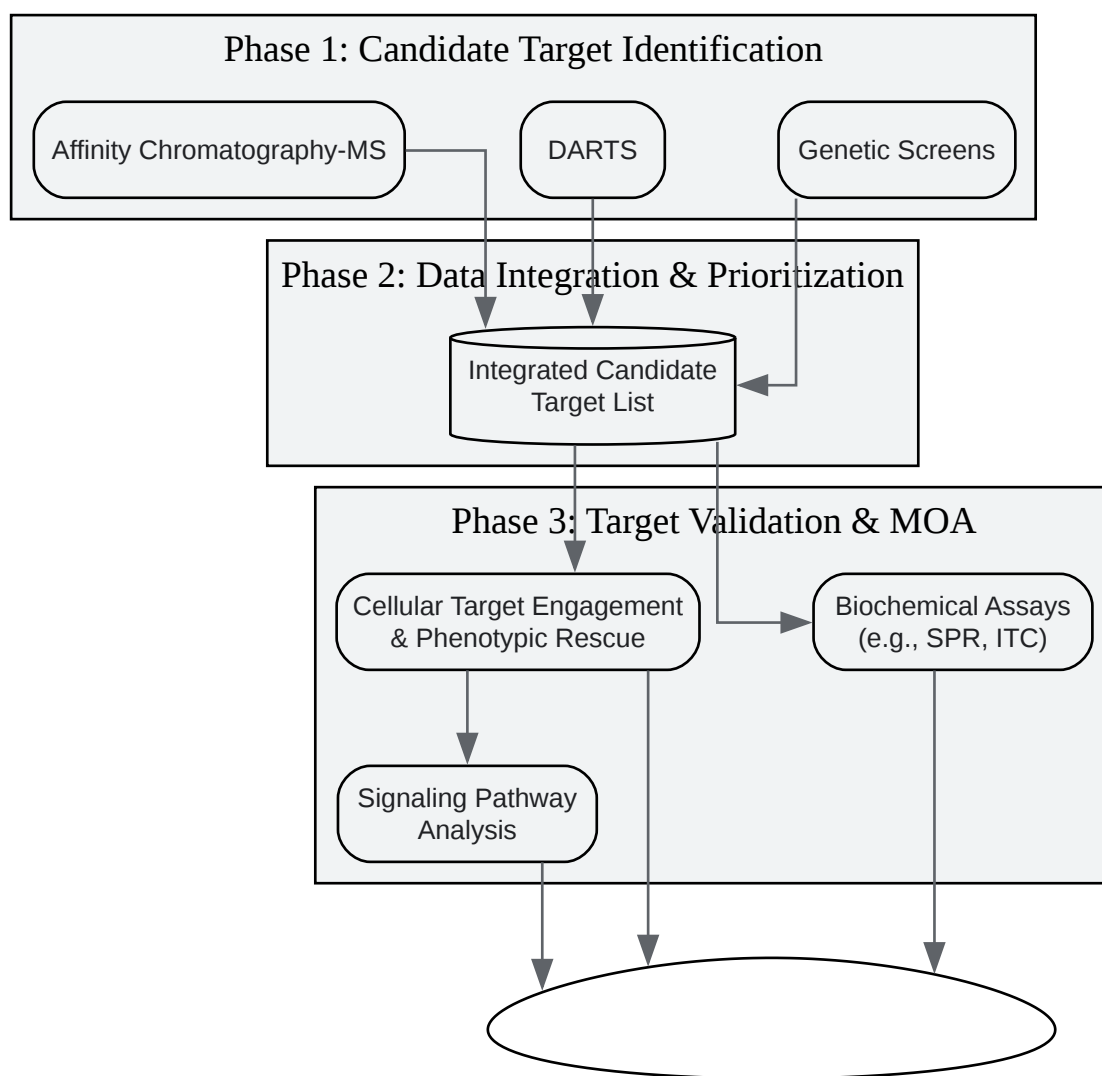 Phase 1: Candidate Target Identification
Affinity Chromatography-MS
DARTS
Genetic Screens
Phase 2: Data Integration & Prioritization
Integrated Candidate
Target List
Phase 3: Target Validation & MOA
Cellular Target Engagement
& Phenotypic Rescue
Biochemical Assays
(e.g., SPR, ITC)
Signaling Pathway
Analysis